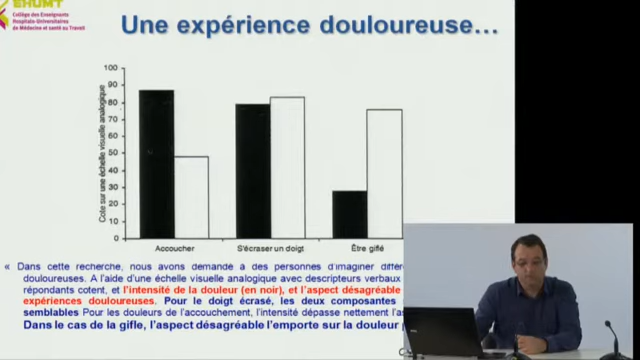 EHUMT
Collège des Enseignants
Hospitalo-Universitaires
de Médecine et santé au Travail
Une expérience douloureuse…
Cote sur une échelle visuelle analogique
100
90
80
70
60
50
40
30
20
10
0
Accoucher
S'écraser un doigt
Être giflé
« Dans cette recherche, nous avons demandé à des personnes d'imaginer
douloureuses. A l'aide d'une échelle visuelle analogique avec descripteurs verbaux
répondants cotent, et l'intensité de la douleur (en noir), et l'aspect désagréable
expériences douloureuses. Pour le doigt écrasé, les deux composantes
semblables Pour les douleurs de l'accouchement, l'intensité dépasse nettement
Dans le cas de la gifle, l'aspect désagréable l'emporte sur la douleur